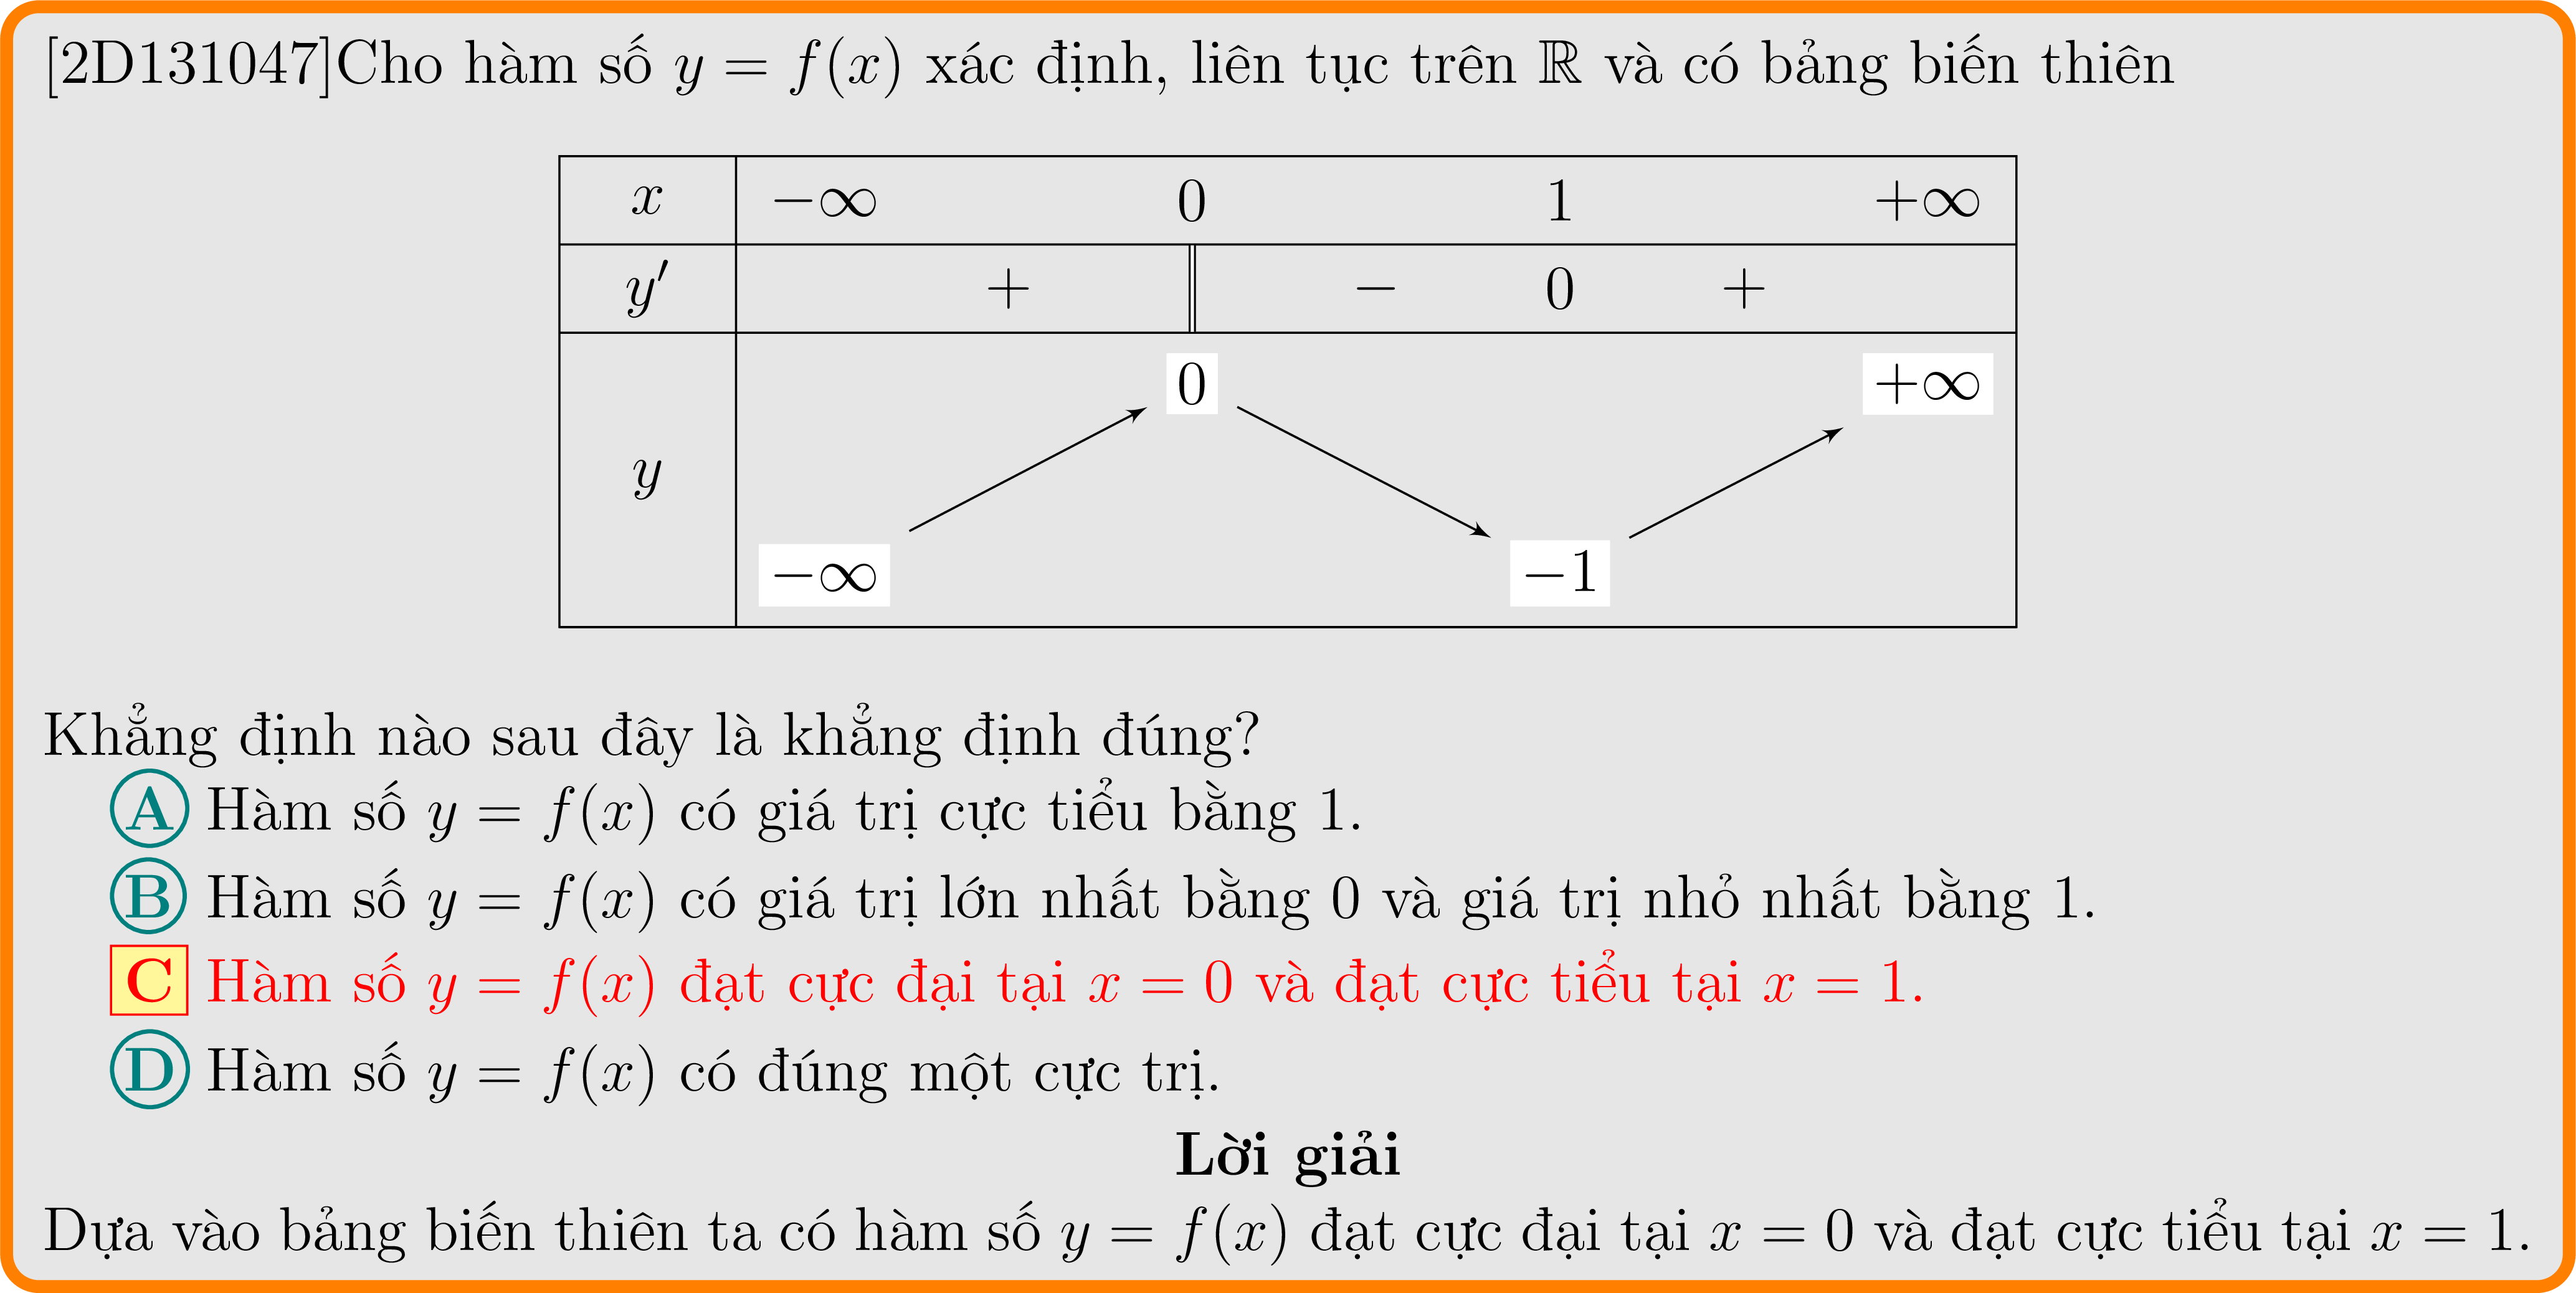 [2D131047]Cho hàm số y = f(x) xác định, liên tục trên ℝ và có bảng biến thiên
x −∞ 0 1 +∞
y′ + − 0 +
0 +∞
y
−∞ −1
Khẳng định nào sau đây là khẳng định đúng?
A Hàm số y = f(x) có giá trị cực tiểu bằng 1.
B Hàm số y = f(x) có giá trị lớn nhất bằng 0 và giá trị nhỏ nhất bằng 1.
C Hàm số y = f(x) đạt cực đại tại x = 0 và đạt cực tiểu tại x = 1.
D Hàm số y = f(x) có đúng một cực trị.
Lời giải
Dựa vào bảng biến thiên ta có hàm số y = f(x) đạt cực đại tại x = 0 và đạt cực tiểu tại x = 1.